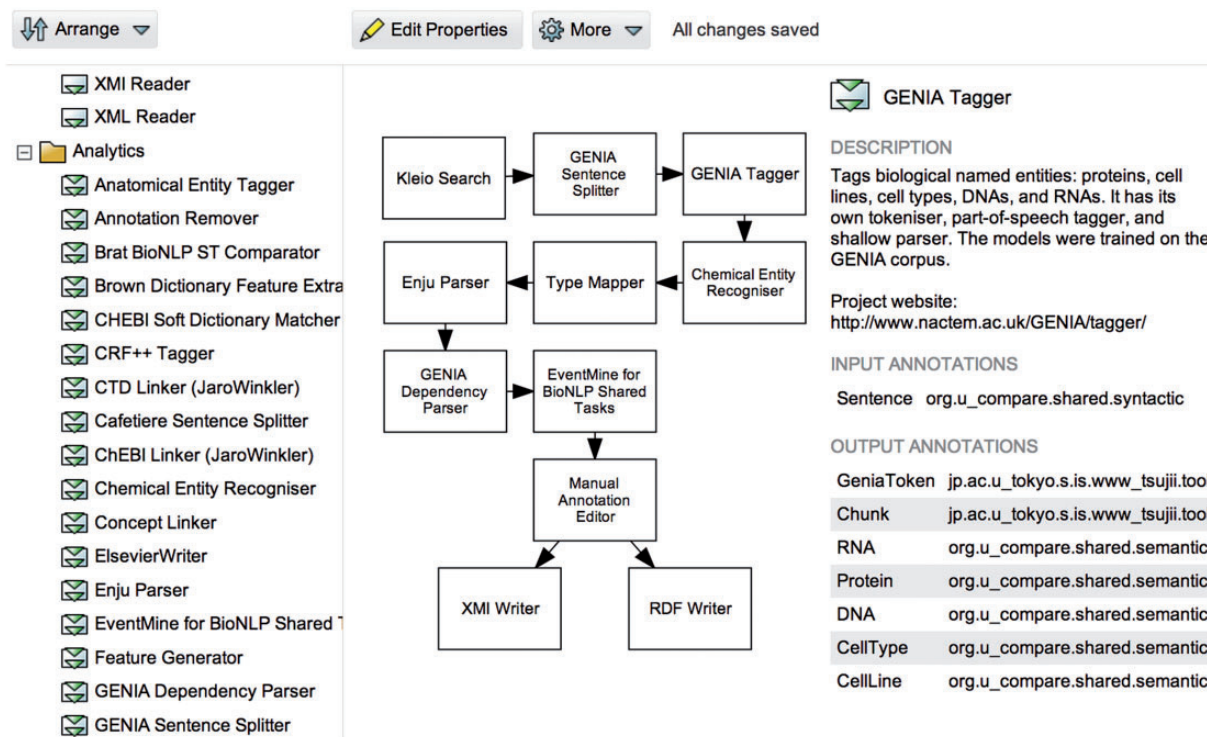 Arrange
Edit Properties
More
All changes saved
XMI Reader
XML Reader
Analytics
Anatomical Entity Tagger
Annotation Remover
Brat BioNLP ST Comparator
Brown Dictionary Feature Extra
CHEBI Soft Dictionary Matcher
CRF++ Tagger
CTD Linker (JaroWinkler)
Cafetiere Sentence Splitter
ChEBI Linker (JaroWinkler)
Chemical Entity Recogniser
Concept Linker
ElsevierWriter
Enju Parser
EventMine for BioNLP Shared T
Feature Generator
GENIA Dependency Parser
GENIA Sentence Splitter
Kleio Search
GENIA
Sentence
Splitter
GENIA Tagger
Enju Parser
Type Mapper
Chemical Entity
Recogniser
GENIA
Dependency
Parser
EventMine for
BioNLP Shared
Tasks
Manual
Annotation
Editor
XMI Writer
RDF Writer
GENIA Tagger
DESCRIPTION
Tags biological named entities: proteins, cell
lines, cell types, DNAs, and RNAs. It has its
own tokeniser, part-of-speech tagger, and
shallow parser. The models were trained on the
GENIA corpus.
Project website:
http://www.nactem.ac.uk/GENIA/tagger/
INPUT ANNOTATIONS
Sentence org.u_compare.shared.syntactic
OUTPUT ANNOTATIONS
GeniaToken jp.ac.u_tokyo.s.is.www_tsujii.too
Chunk jp.ac.u_tokyo.s.is.www_tsujii.too
RNA org.u_compare.shared.semantic
Protein org.u_compare.shared.semantic
DNA org.u_compare.shared.semantic
CellType org.u_compare.shared.semantic
CellLine org.u_compare.shared.semantic